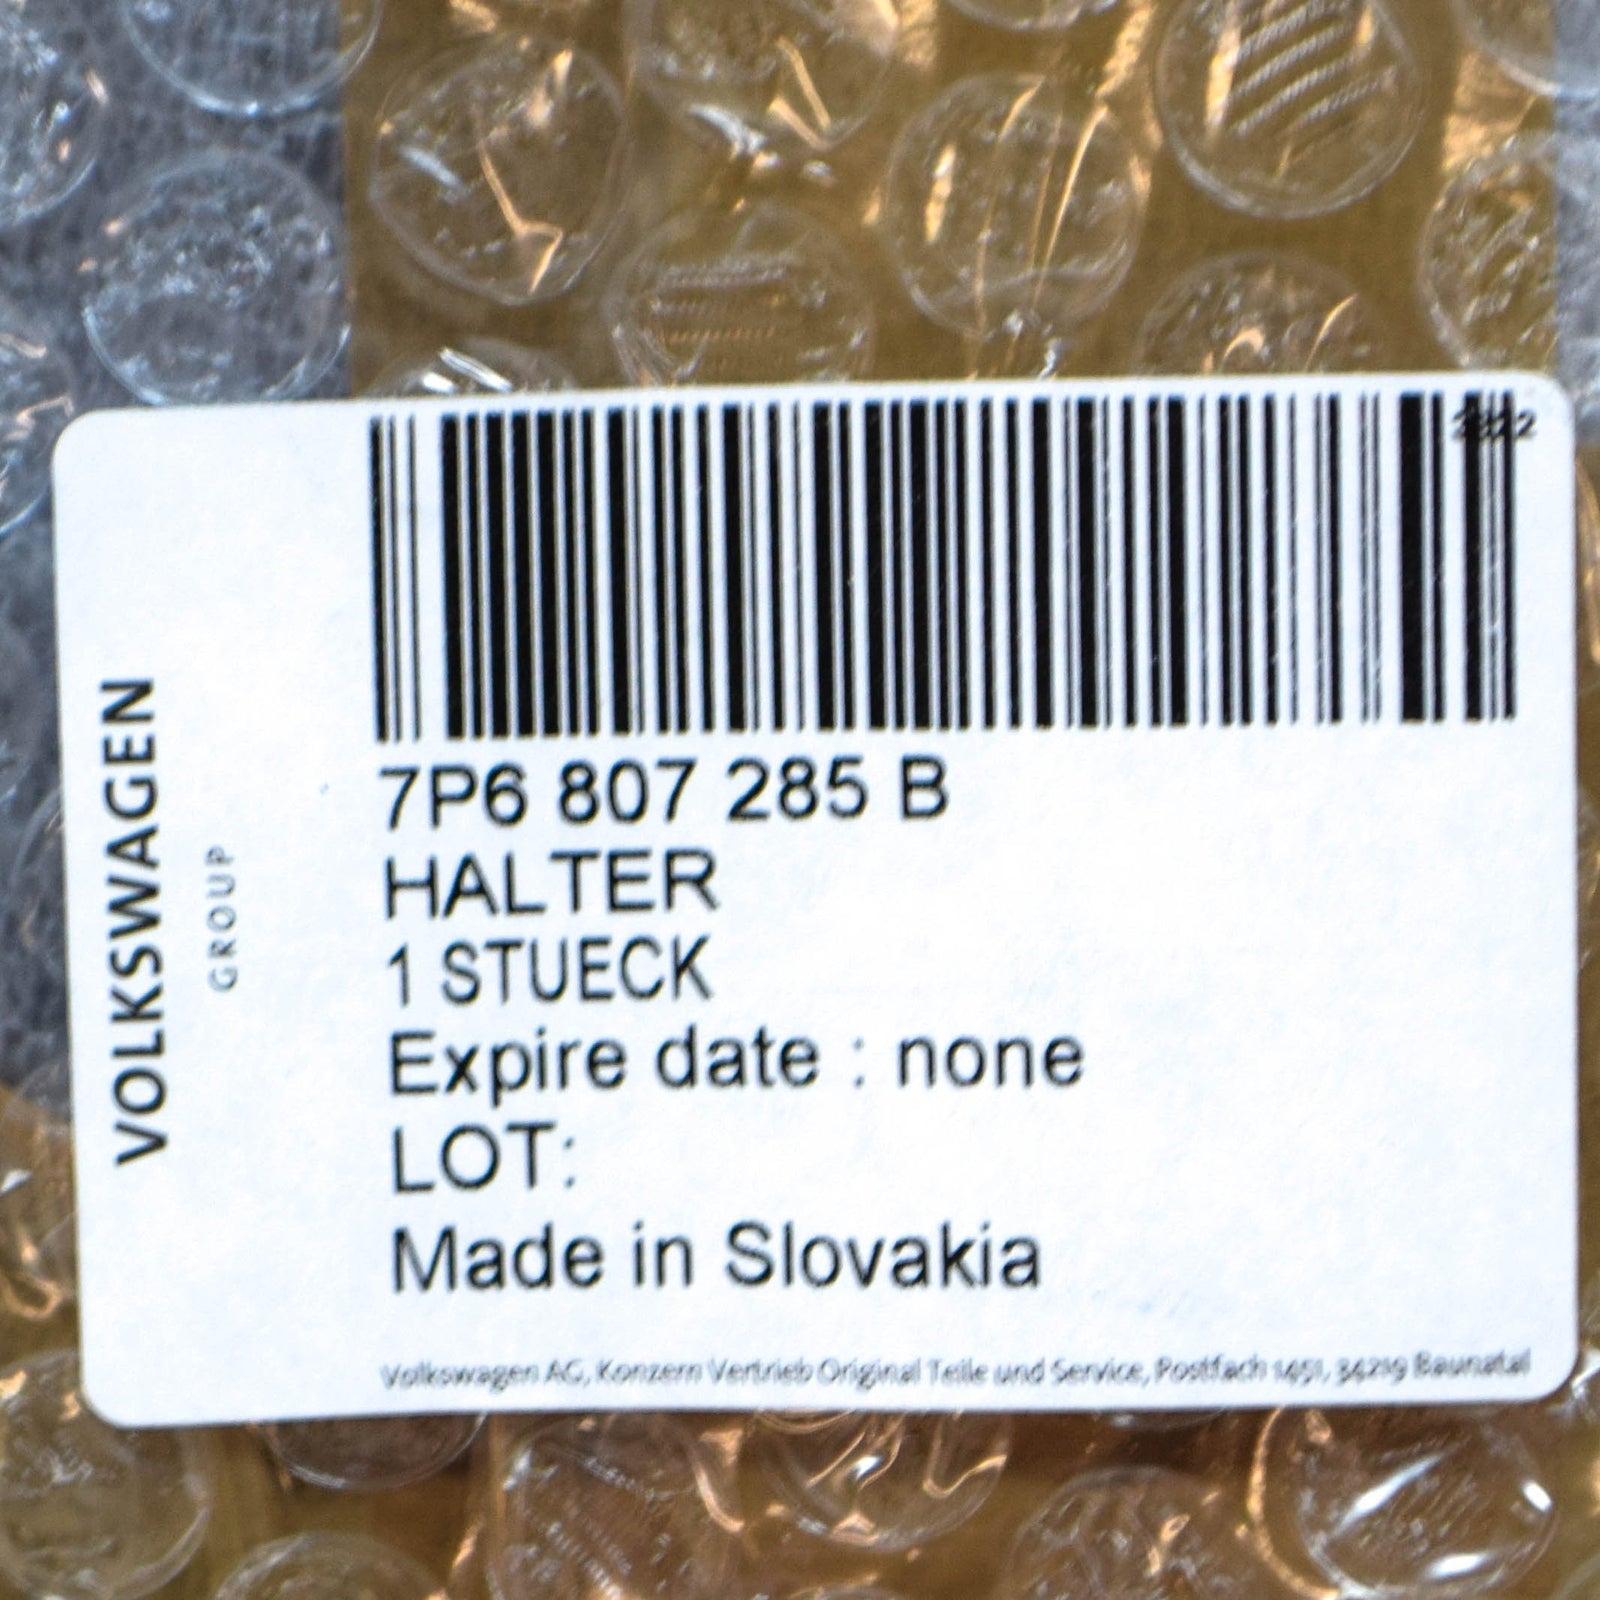 VOLKSWAGEN
GROUP
7P6 807 285 B
HALTER
1 STUECK
Expire date : none
LOT:
Made in Slovakia
Volkswagen AG, Konzern Vertrieb Original Teile und Service, Postfach 1451, 34219 Baunatal